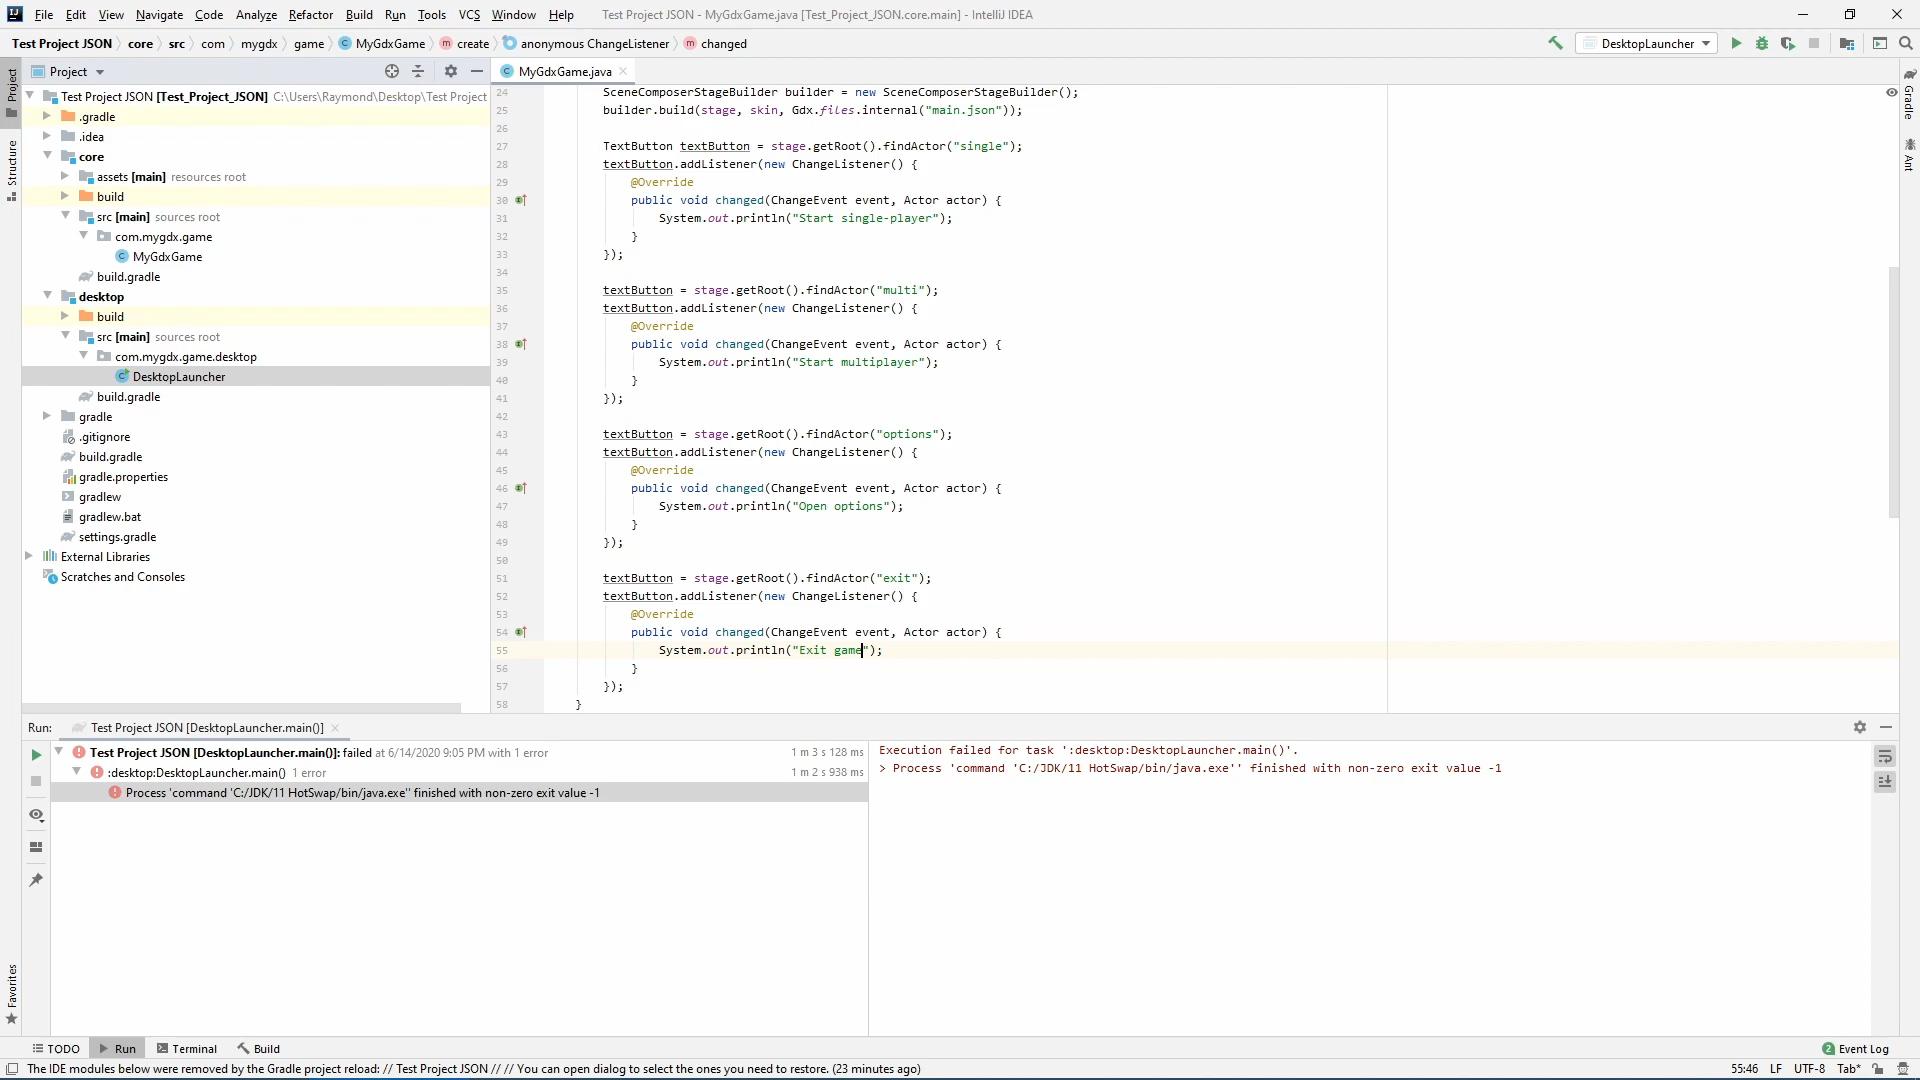 File Edit View Navigate Code Analyze Refactor Build Run Tools VCS Window Help Test Project JSON - MyGdxGame.java [Test_Project_JSON.core.main] - IntelliJ IDEA
Test Project JSON core src com mygdx game MyGdxGame create anonymous ChangeListener changed DesktopLauncher
Project
MyGdxGame.java
Project
Structure
Favorites
Gradle
Ant
Test Project JSON [Test_Project_JSON] C:\Users\Raymond\Desktop\Test Project
.gradle
.idea
core
assets [main] resources root
build
src [main] sources root
com.mygdx.game
MyGdxGame
build.gradle
desktop
build
src [main] sources root
com.mygdx.game.desktop
DesktopLauncher
build.gradle
gradle
.gitignore
build.gradle
gradle.properties
gradlew
gradlew.bat
settings.gradle
External Libraries
Scratches and Consoles
24 SceneComposerStageBuilder builder = new SceneComposerStageBuilder();
25 builder.build(stage, skin, Gdx.files.internal("main.json"));
26
27 TextButton textButton = stage.getRoot().findActor("single");
28 textButton.addListener(new ChangeListener() {
29 @Override
30 public void changed(ChangeEvent event, Actor actor) {
31 System.out.println("Start single-player");
32 }
33 });
34
35 textButton = stage.getRoot().findActor("multi");
36 textButton.addListener(new ChangeListener() {
37 @Override
38 public void changed(ChangeEvent event, Actor actor) {
39 System.out.println("Start multiplayer");
40 }
41 });
42
43 textButton = stage.getRoot().findActor("options");
44 textButton.addListener(new ChangeListener() {
45 @Override
46 public void changed(ChangeEvent event, Actor actor) {
47 System.out.println("Open options");
48 }
49 });
50
51 textButton = stage.getRoot().findActor("exit");
52 textButton.addListener(new ChangeListener() {
53 @Override
54 public void changed(ChangeEvent event, Actor actor) {
55 System.out.println("Exit game");
56 }
57 });
58 }
Run: Test Project JSON [DesktopLauncher.main()]
Test Project JSON [DesktopLauncher.main()]: failed at 6/14/2020 9:05 PM with 1 error 1 m 3 s 128 ms
:desktop:DesktopLauncher.main() 1 error 1 m 2 s 938 ms
Process 'command 'C:/JDK/11 HotSwap/bin/java.exe'' finished with non-zero exit value -1
Execution failed for task ':desktop:DesktopLauncher.main()'.
> Process 'command 'C:/JDK/11 HotSwap/bin/java.exe'' finished with non-zero exit value -1
TODO Run Terminal Build 2 Event Log
The IDE modules below were removed by the Gradle project reload: // Test Project JSON // // You can open dialog to select the ones you need to restore. (23 minutes ago) 55:46 LF UTF-8 Tab*